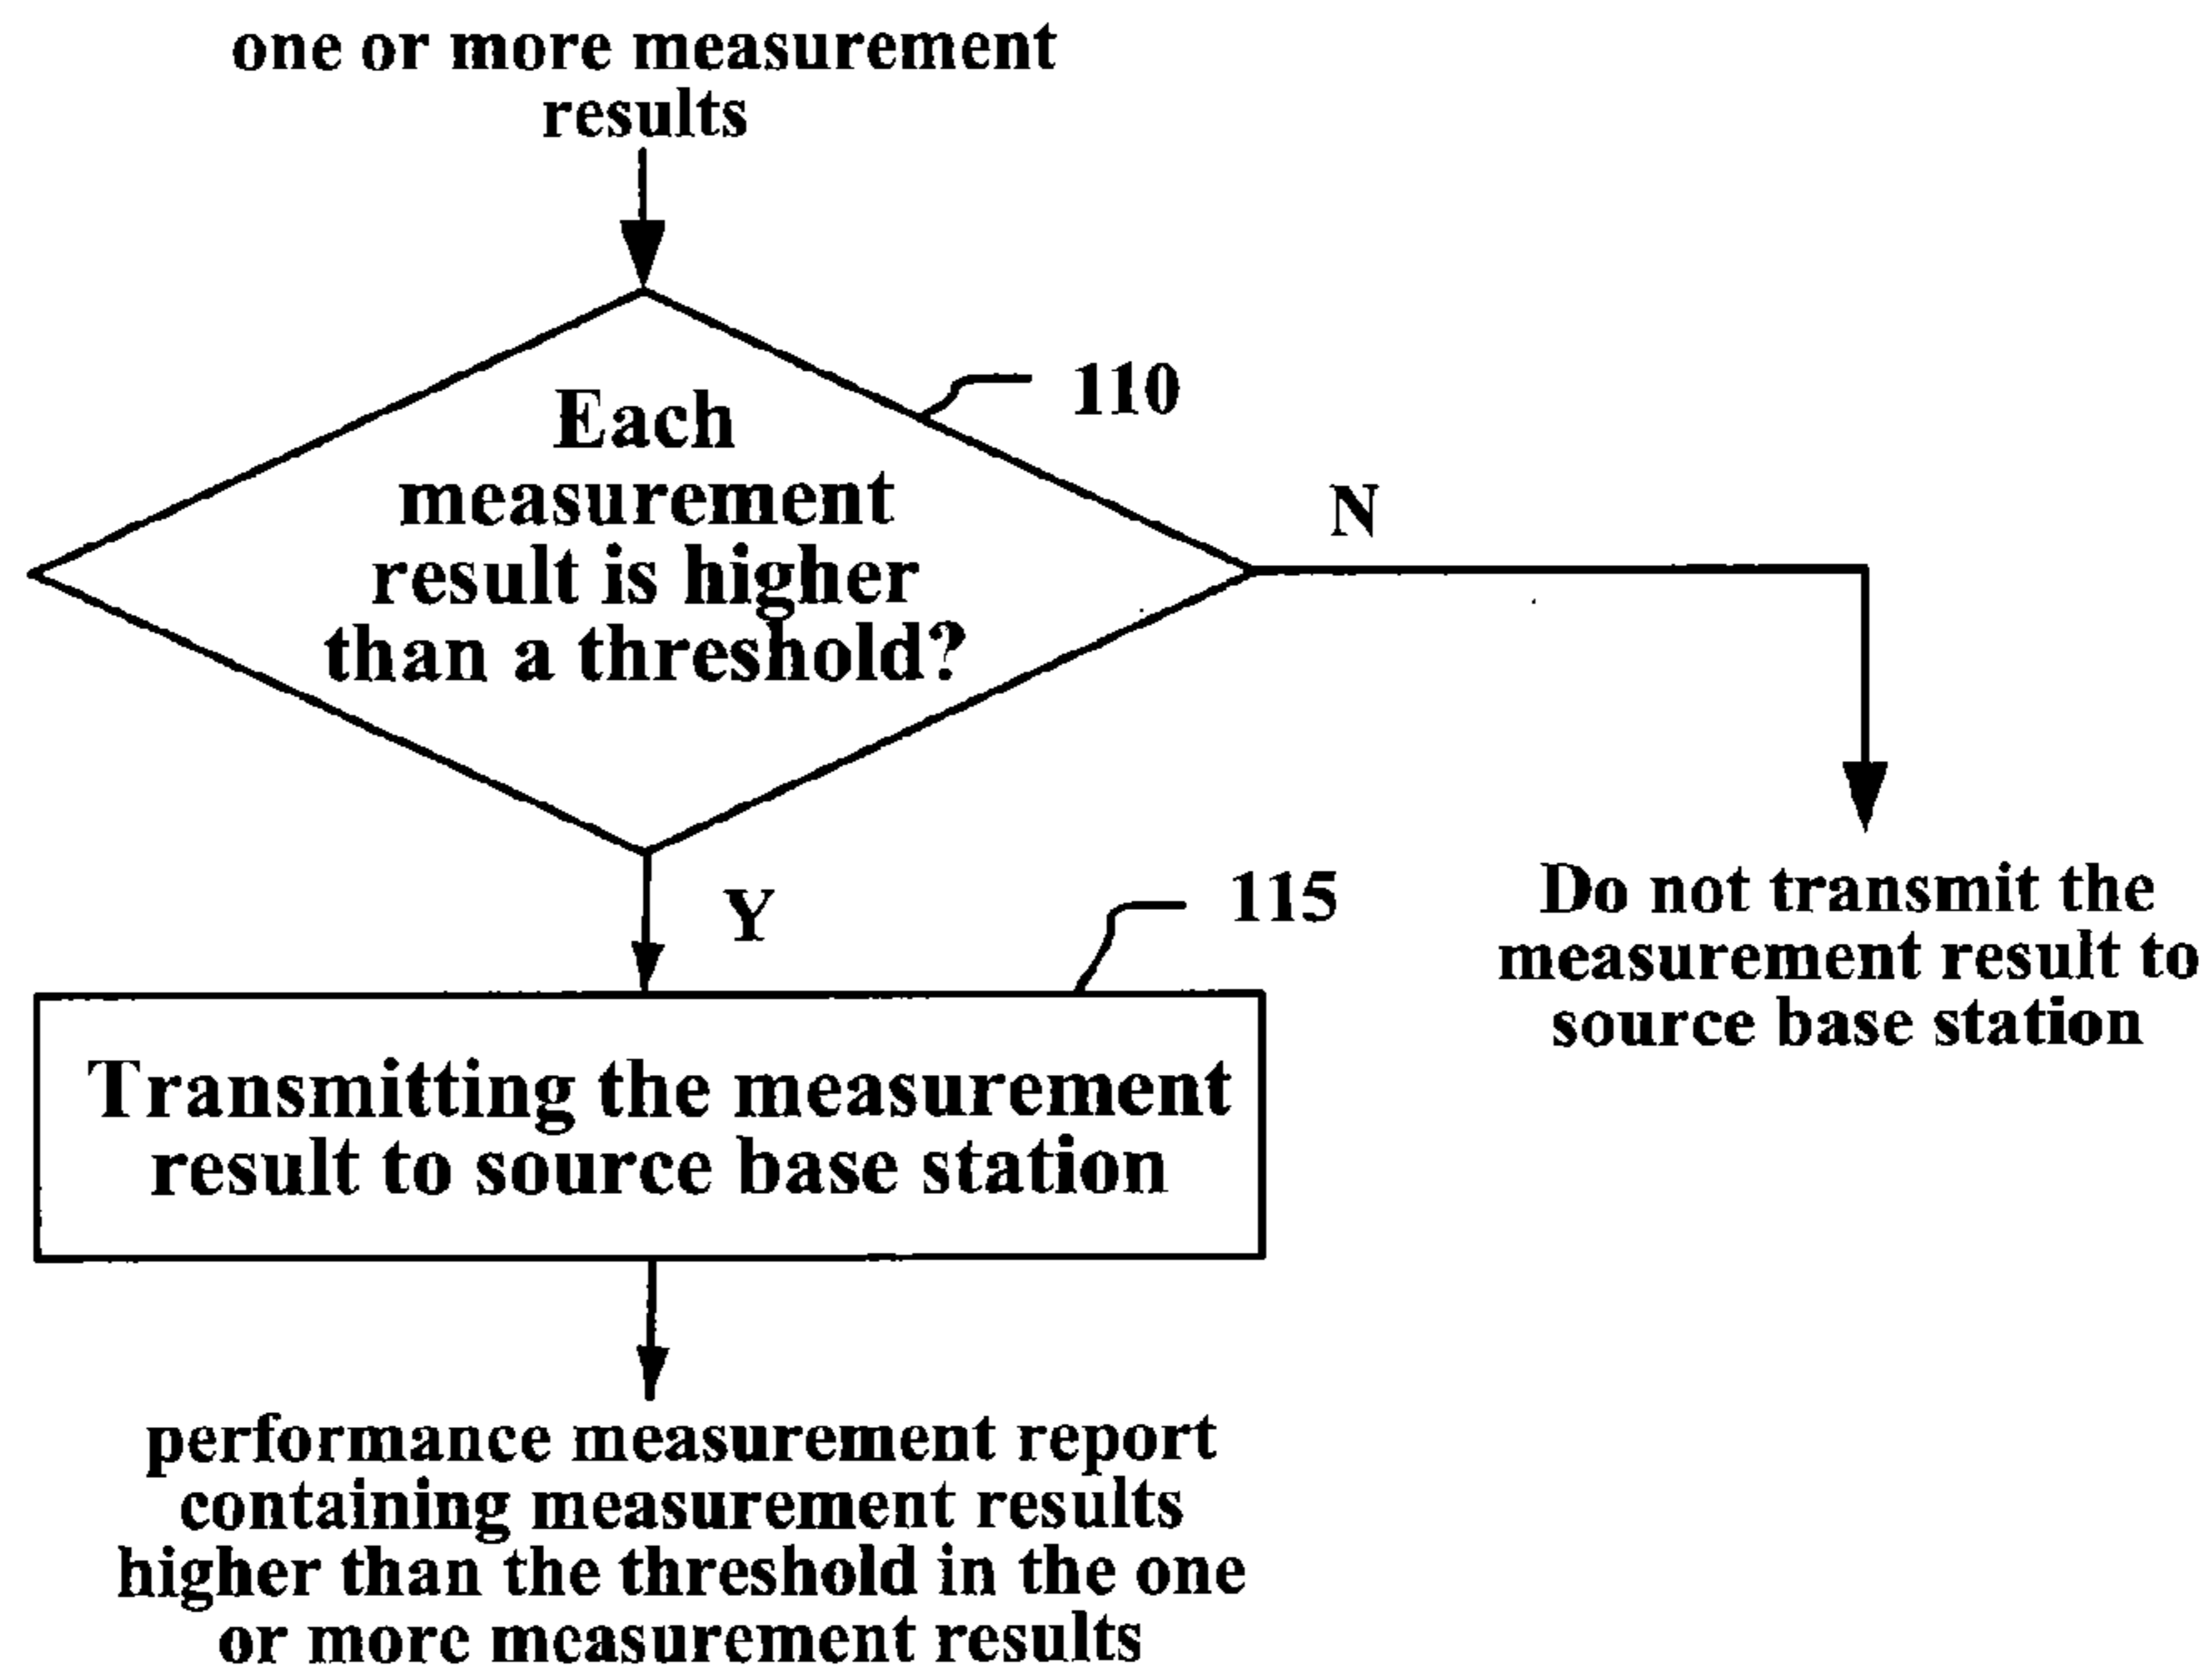 one or more measurement
results
110
Each
measurement
result is higher
than a threshold?
N
Y
115
Do not transmit the
measurement result to
source base station
Transmitting the measurement
result to source base station
performance measurement report
containing measurement results
higher than the threshold in the one
or more measurement results